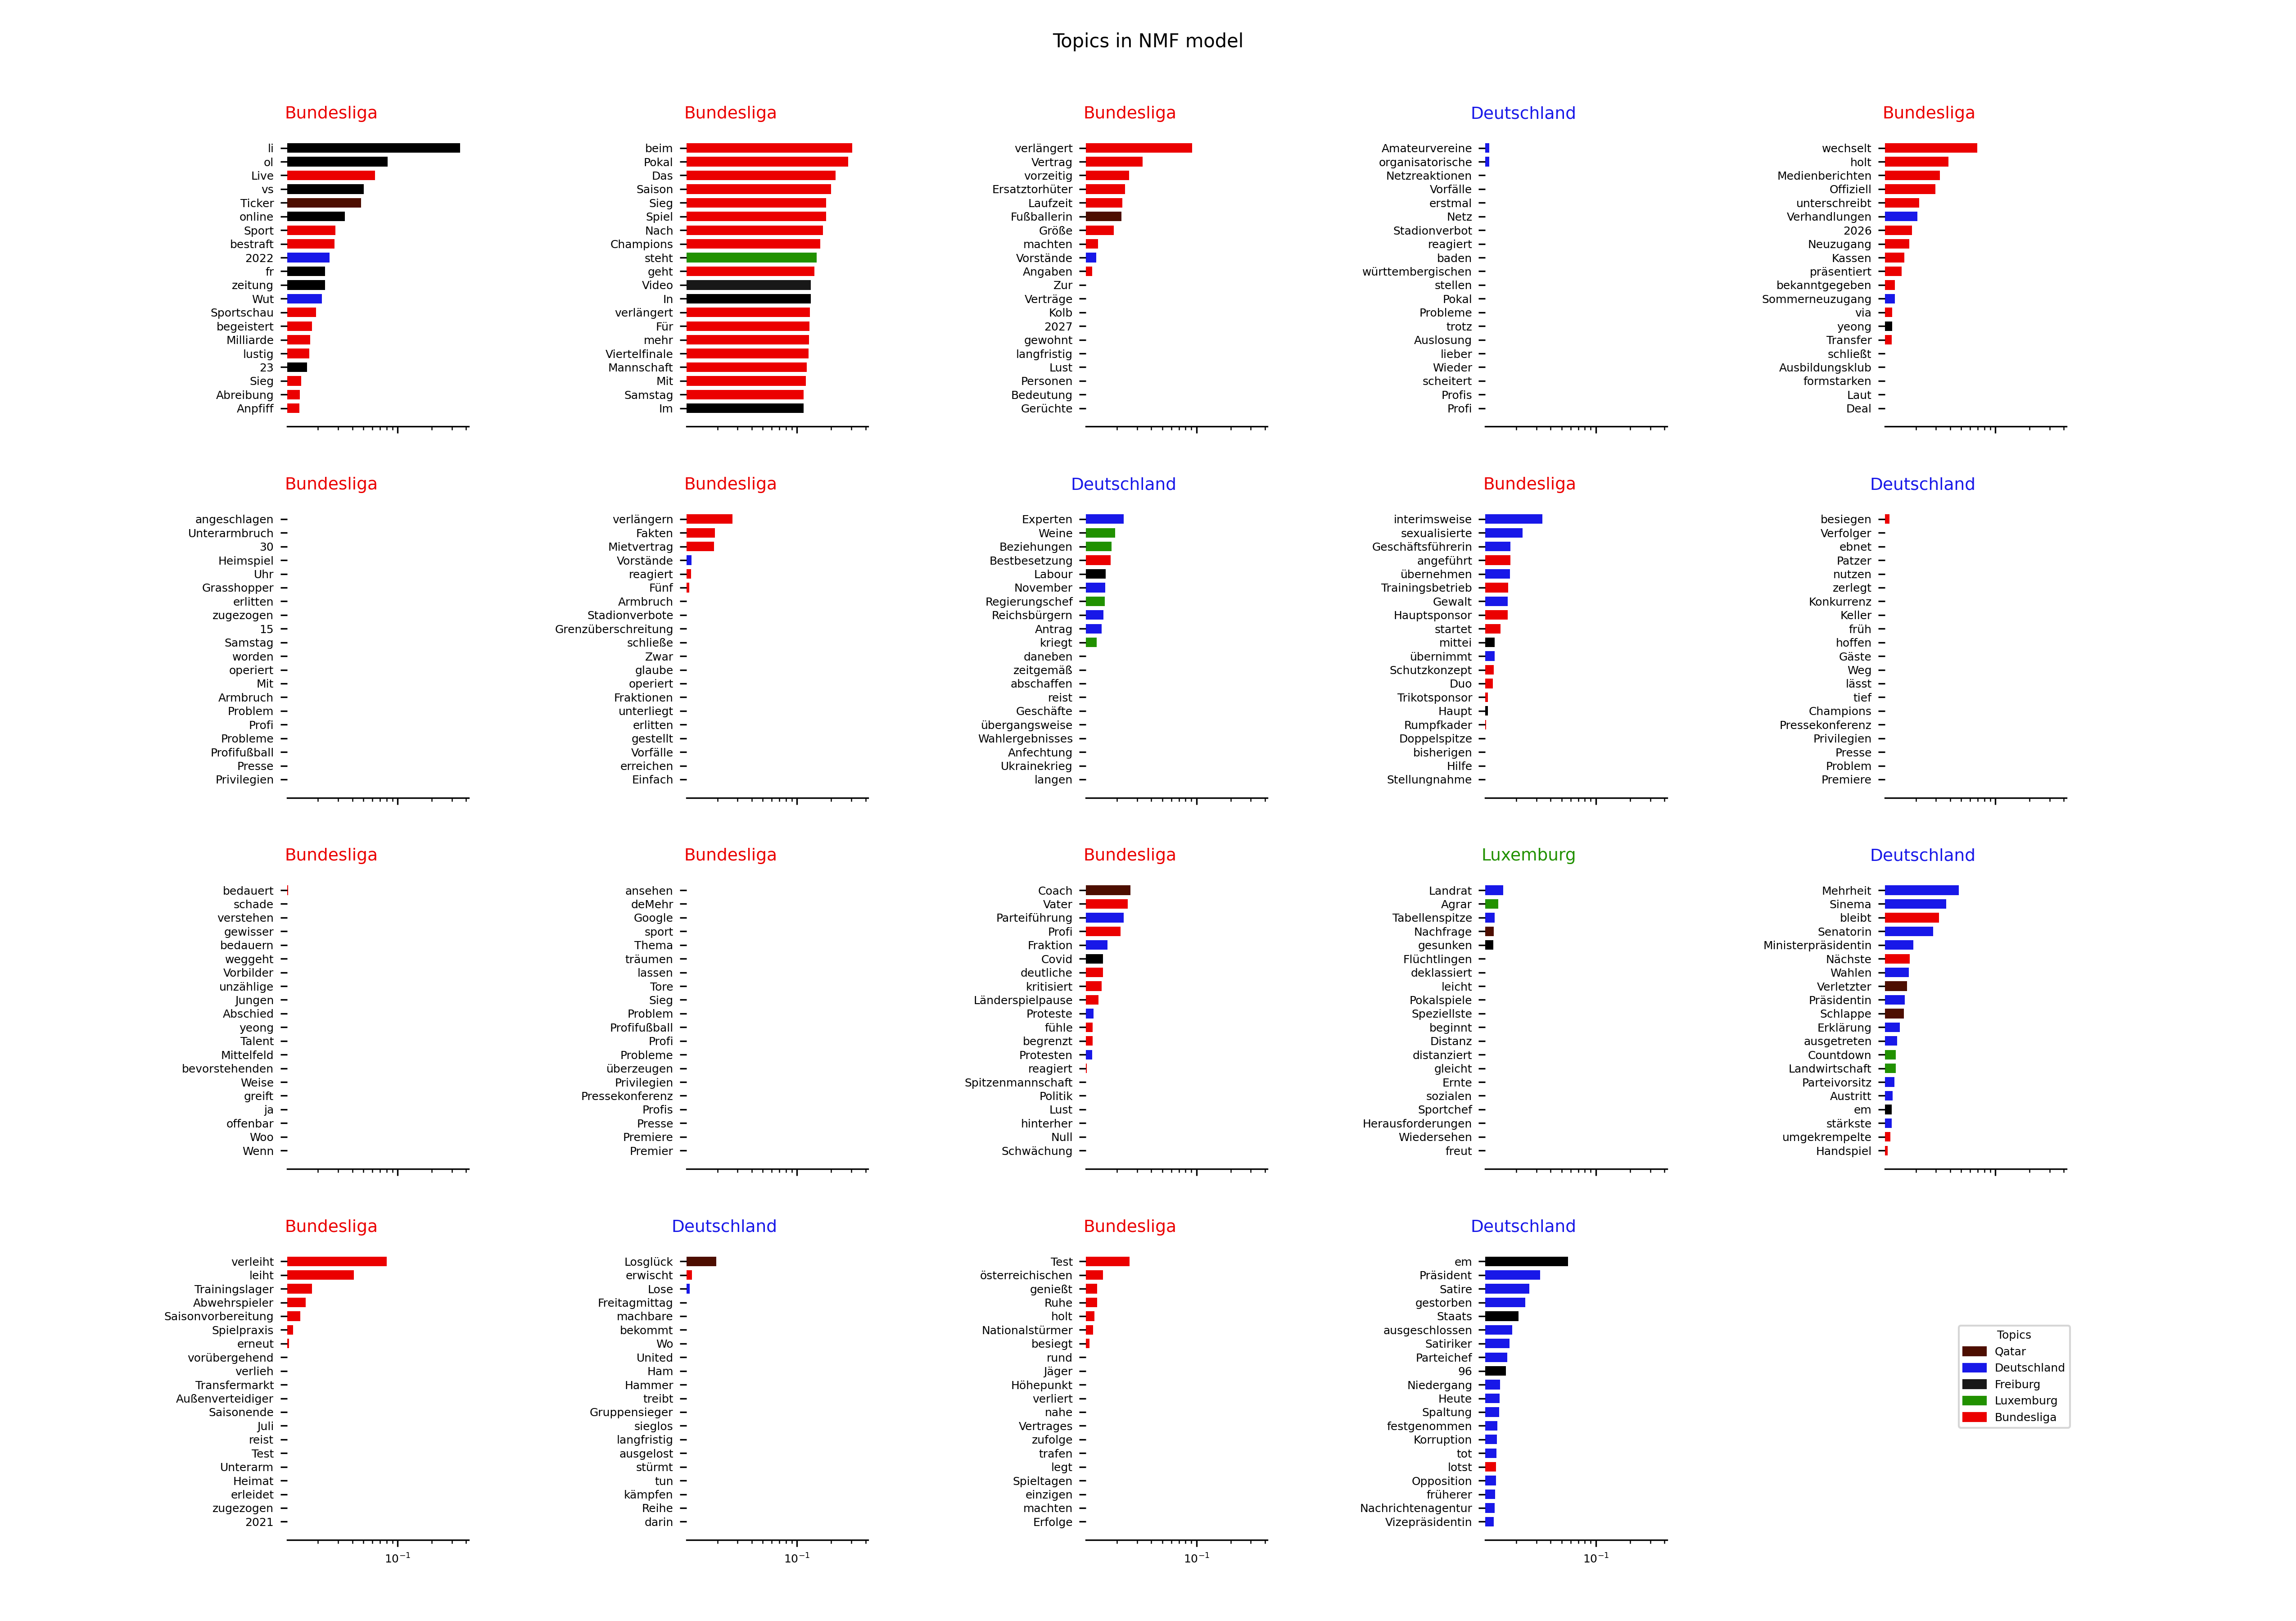 Topics in NMF model
Bundesliga
li
ol
Live
vs
Ticker
online
Sport
bestraft
2022
fr
zeitung
Wut
Sportschau
begeistert
Milliarde
lustig
23
Sieg
Abreibung
Anpfiff
Bundesliga
beim
Pokal
Das
Saison
Sieg
Spiel
Nach
Champions
steht
geht
Video
In
verlängert
Für
mehr
Viertelfinale
Mannschaft
Mit
Samstag
Im
Bundesliga
verlängert
Vertrag
vorzeitig
Ersatztorhüter
Laufzeit
Fußballerin
Größe
machten
Vorstände
Angaben
Zur
Verträge
Kolb
2027
gewohnt
langfristig
Lust
Personen
Bedeutung
Gerüchte
Deutschland
Amateurvereine
organisatorische
Netzreaktionen
Vorfälle
erstmal
Netz
Stadionverbot
reagiert
baden
württembergischen
stellen
Pokal
Probleme
trotz
Auslosung
lieber
Wieder
scheitert
Profis
Profi
Bundesliga
wechselt
holt
Medienberichten
Offiziell
unterschreibt
Verhandlungen
2026
Neuzugang
Kassen
präsentiert
bekanntgegeben
Sommerneuzugang
via
yeong
Transfer
schließt
Ausbildungsklub
formstarken
Laut
Deal
Bundesliga
angeschlagen
Unterarmbruch
30
Heimspiel
Uhr
Grasshopper
erlitten
zugezogen
15
Samstag
worden
operiert
Mit
Armbruch
Problem
Profi
Probleme
Profifußball
Presse
Privilegien
Bundesliga
verlängern
Fakten
Mietvertrag
Vorstände
reagiert
Fünf
Armbruch
Stadionverbote
Grenzüberschreitung
schließe
Zwar
glaube
operiert
Fraktionen
unterliegt
erlitten
gestellt
Vorfälle
erreichen
Einfach
Deutschland
Experten
Weine
Beziehungen
Bestbesetzung
Labour
November
Regierungschef
Reichsbürgern
Antrag
kriegt
daneben
zeitgemäß
abschaffen
reist
Geschäfte
übergangsweise
Wahlergebnisses
Anfechtung
Ukrainekrieg
langen
Bundesliga
interimsweise
sexualisierte
Geschäftsführerin
angeführt
übernehmen
Trainingsbetrieb
Gewalt
Hauptsponsor
startet
mittei
übernimmt
Schutzkonzept
Duo
Trikotsponsor
Haupt
Rumpfkader
Doppelspitze
bisherigen
Hilfe
Stellungnahme
Deutschland
besiegen
Verfolger
ebnet
Patzer
nutzen
zerlegt
Konkurrenz
Keller
früh
hoffen
Gäste
Weg
lässt
tief
Champions
Pressekonferenz
Privilegien
Presse
Problem
Premiere
Bundesliga
bedauert
schade
verstehen
gewisser
bedauern
weggeht
Vorbilder
unzählige
Jungen
Abschied
yeong
Talent
Mittelfeld
bevorstehenden
Weise
greift
ja
offenbar
Woo
Wenn
Bundesliga
ansehen
deMehr
Google
sport
Thema
träumen
lassen
Tore
Sieg
Problem
Profifußball
Profi
Probleme
überzeugen
Privilegien
Pressekonferenz
Profis
Presse
Premiere
Premier
Bundesliga
Coach
Vater
Parteiführung
Profi
Fraktion
Covid
deutliche
kritisiert
Länderspielpause
Proteste
fühle
begrenzt
Protesten
reagiert
Spitzenmannschaft
Politik
Lust
hinterher
Null
Schwächung
Luxemburg
Landrat
Agrar
Tabellenspitze
Nachfrage
gesunken
Flüchtlingen
deklassiert
leicht
Pokalspiele
Speziellste
beginnt
Distanz
distanziert
gleicht
Ernte
sozialen
Sportchef
Herausforderungen
Wiedersehen
freut
Deutschland
Mehrheit
Sinema
bleibt
Senatorin
Ministerpräsidentin
Nächste
Wahlen
Verletzter
Präsidentin
Schlappe
Erklärung
ausgetreten
Countdown
Landwirtschaft
Parteivorsitz
Austritt
em
stärkste
umgekrempelte
Handspiel
Bundesliga
verleiht
leiht
Trainingslager
Abwehrspieler
Saisonvorbereitung
Spielpraxis
erneut
vorübergehend
verlieh
Transfermarkt
Außenverteidiger
Saisonende
Juli
reist
Test
Unterarm
Heimat
erleidet
zugezogen
2021
10⁻¹
Deutschland
Losglück
erwischt
Lose
Freitagmittag
machbare
bekommt
Wo
United
Ham
Hammer
treibt
Gruppensieger
sieglos
langfristig
ausgelost
stürmt
tun
kämpfen
Reihe
darin
10⁻¹
Bundesliga
Test
österreichischen
genießt
Ruhe
holt
Nationalstürmer
besiegt
rund
Jäger
Höhepunkt
verliert
nahe
Vertrages
zufolge
trafen
legt
Spieltagen
einzigen
machten
Erfolge
10⁻¹
Deutschland
em
Präsident
Satire
gestorben
Staats
ausgeschlossen
Satiriker
Parteichef
96
Niedergang
Heute
Spaltung
festgenommen
Korruption
tot
lotst
Opposition
früherer
Nachrichtenagentur
Vizepräsidentin
10⁻¹
Topics
Qatar
Deutschland
Freiburg
Luxemburg
Bundesliga